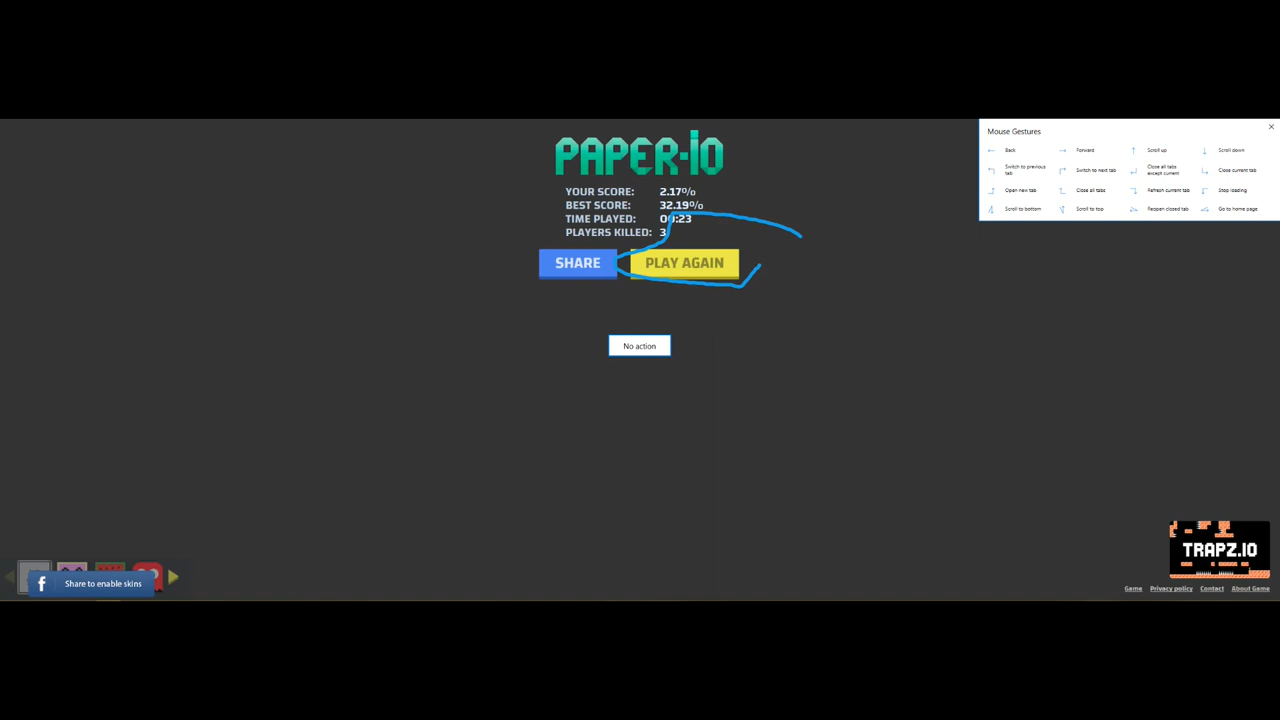 PAPER-IO
YOUR SCORE: 2.17%
BEST SCORE: 32.19%
TIME PLAYED: 00:23
PLAYERS KILLED: 3
SHARE
PLAY AGAIN
No action
Mouse Gestures
Back
Forward
Scroll up
Scroll down
Switch to previous tab
Switch to next tab
Close all tabs except current
Close current tab
Open new tab
Close all tabs
Refresh current tab
Stop loading
Scroll to bottom
Scroll to top
Reopen closed tab
Go to home page
f Share to enable skins
TRAPZ.IO
Game Privacy policy Contact About Game